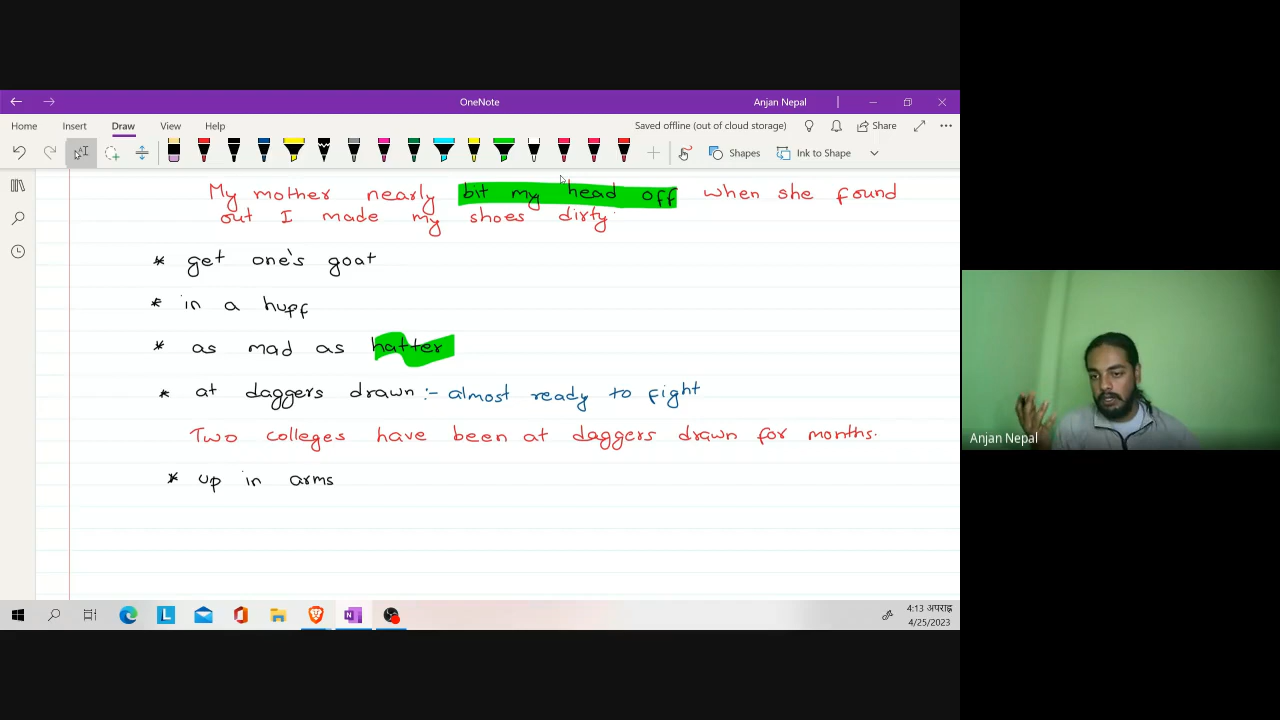 OneNote
Anjan Nepal
Home Insert Draw View Help
Saved offline (out of cloud storage)
Share
Shapes
Ink to Shape
My mother nearly bit my head off when she found
out I made my shoes dirty.
* get one's goat
* in a huff
* as mad as hatter
* at daggers drawn :- almost ready to fight
Two colleges have been at daggers drawn for months.
* up in arms
Anjan Nepal
4:13 अपराह्न
4/25/2023